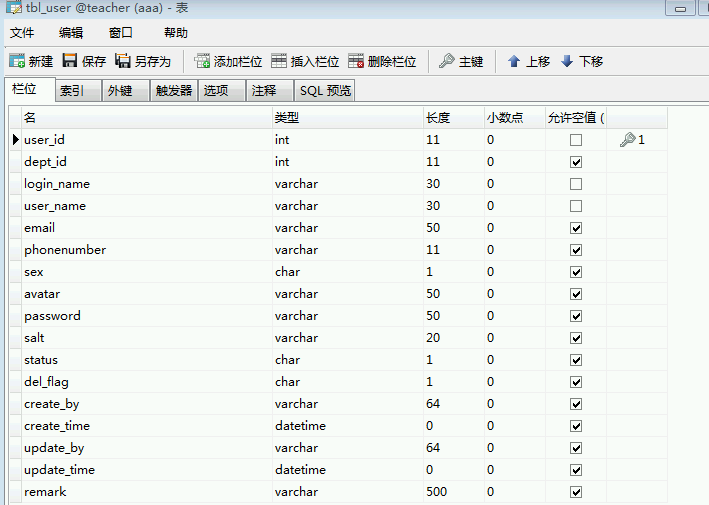 tbl_user @teacher (aaa) - 表
文件 编辑 窗口 帮助
新建 保存 另存为 添加栏位 插入栏位 删除栏位 主键 上移 下移
栏位 索引 外键 触发器 选项 注释 SQL 预览
名 类型 长度 小数点 允许空值 (
user_id int 11 0 1
dept_id int 11 0
login_name varchar 30 0
user_name varchar 30 0
email varchar 50 0
phonenumber varchar 11 0
sex char 1 0
avatar varchar 50 0
password varchar 50 0
salt varchar 20 0
status char 1 0
del_flag char 1 0
create_by varchar 64 0
create_time datetime 0 0
update_by varchar 64 0
update_time datetime 0 0
remark varchar 500 0